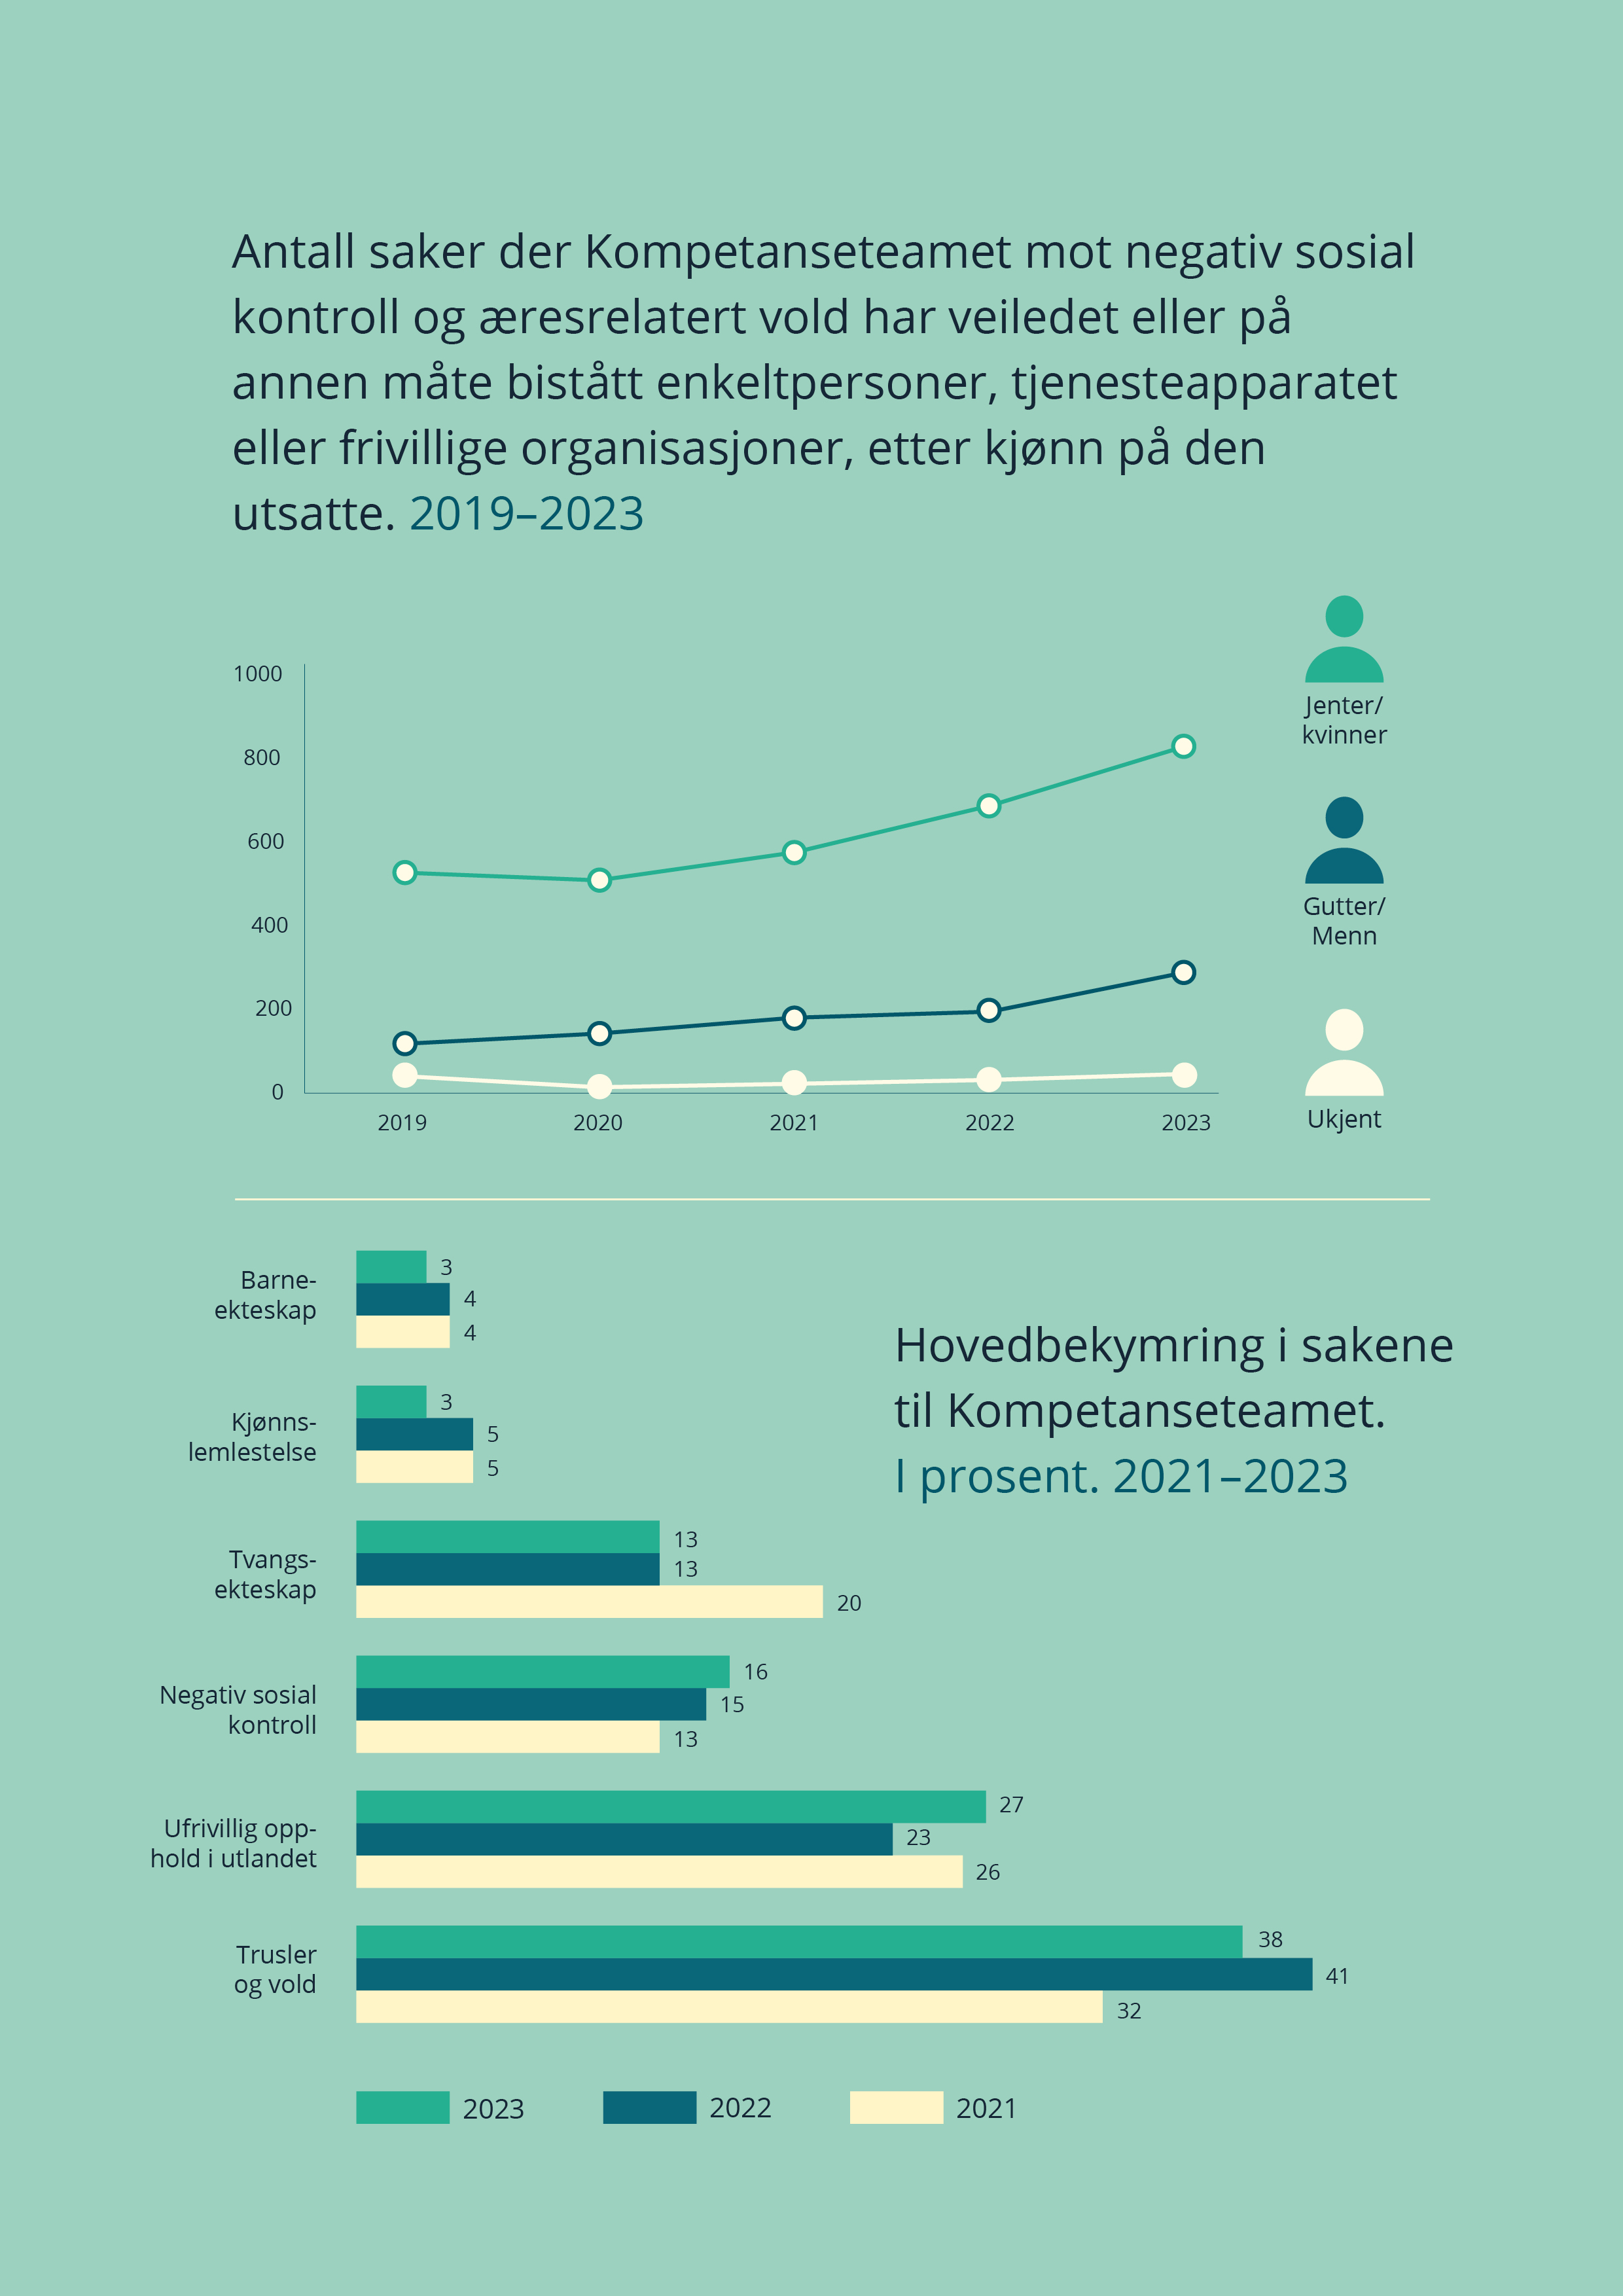 Antall saker der Kompetanseteamet mot negativ sosial
kontroll og æresrelatert vold har veiledet eller på
annen måte bistått enkeltpersoner, tjenesteapparatet
eller frivillige organisasjoner, etter kjønn på den
utsatte. 2019–2023
1000
800
600
400
200
0
2019
2020
2021
2022
2023
Jenter/
kvinner
Gutter/
Menn
Ukjent
Hovedbekymring i sakene
til Kompetanseteamet.
I prosent. 2021–2023
Barne-
ekteskap
3
4
4
Kjønns-
lemlestelse
3
5
5
Tvangs-
ekteskap
13
13
20
Negativ sosial
kontroll
16
15
13
Ufrivillig opp-
hold i utlandet
27
23
26
Trusler
og vold
38
41
32
2023
2022
2021